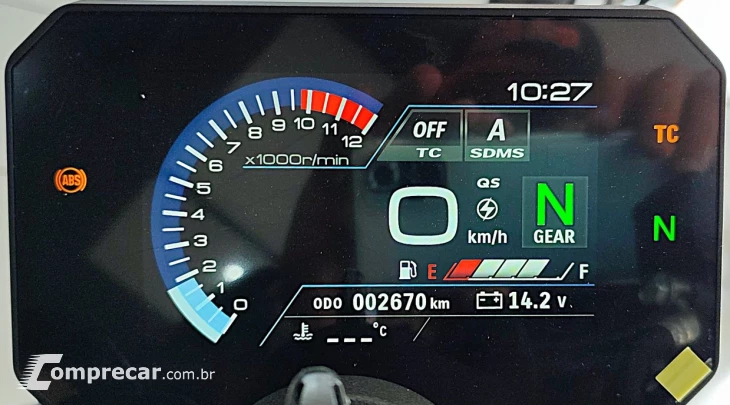 10:27
OFF
TC
A
SDMS
TC
ABS
0 1 2 3 4 5 6 7 8 9 10 11 12
x1000r/min
0
QS
km/h
N
GEAR
N
E F
ODO 002670 km
14.2 V
---°C
Comprecar.com.br